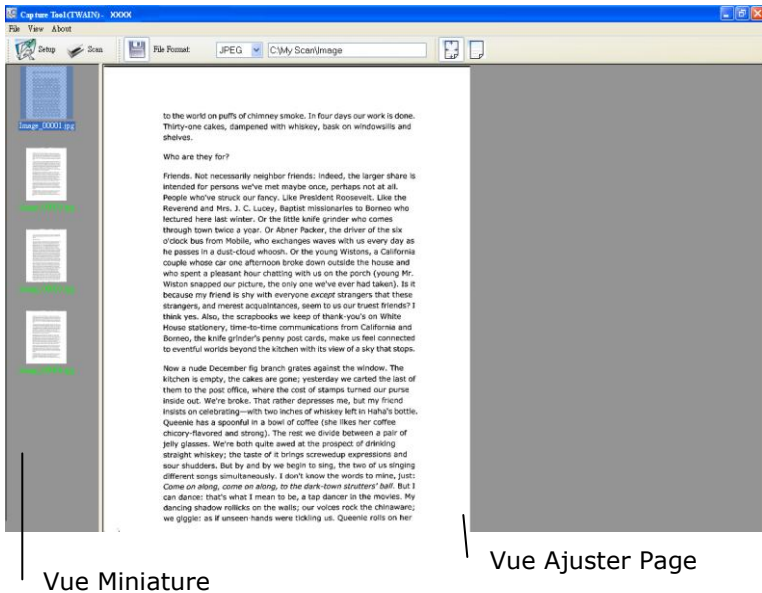 Capture Tool(TWAIN) - XXXX
File View About
Setup Scan File Format: JPEG C:\My Scan\Image
Image_00001.jpg
to the world on puffs of chimney smoke. In four days our work is done.
Thirty-one cakes, dampened with whiskey, bask on windowsills and
shelves.
Who are they for?
Friends. Not necessarily neighbor friends: indeed, the larger share is
intended for persons we've met maybe once, perhaps not at all.
People who've struck our fancy. Like President Roosevelt. Like the
Reverend and Mrs. J. C. Lucey, Baptist missionaries to Borneo who
lectured here last winter. Or the little knife grinder who comes
through town twice a year. Or Abner Packer, the driver of the six
o'clock bus from Mobile, who exchanges waves with us every day as
he passes in a dust-cloud whoosh. Or the young Wistons, a California
couple whose car one afternoon broke down outside the house and
who spent a pleasant hour chatting with us on the porch (young Mr.
Wiston snapped our picture, the only one we've ever had taken). Is it
because my friend is shy with everyone except strangers that these
strangers, and merest acquaintances, seem to us our truest friends? I
think yes. Also, the scrapbooks we keep of thank-you's on White
House stationery, time-to-time communications from California and
Borneo, the knife grinder's penny post cards, make us feel connected
to eventful worlds beyond the kitchen with its view of a sky that stops.
Now a nude December fig branch grates against the window. The
kitchen is empty, the cakes are gone; yesterday we carted the last of
them to the post office, where the cost of stamps turned our purse
inside out. We're broke. That rather depresses me, but my friend
insists on celebrating—with two inches of whiskey left in Haha's bottle.
Queenie has a spoonful in a bowl of coffee (she likes her coffee
chicory-flavored and strong). The rest we divide between a pair of
jelly glasses. We're both quite awed at the prospect of drinking
straight whiskey; the taste of it brings screwedup expressions and
sour shudders. But by and by we begin to sing, the two of us singing
different songs simultaneously. I don't know the words to mine, just:
Come on along, come on along, to the dark-town strutters' ball. But I
can dance: that's what I mean to be, a tap dancer in the movies. My
dancing shadow rollicks on the walls; our voices rock the chinaware;
we giggle: as if unseen hands were tickling us. Queenie rolls on her
Vue Ajuster Page
Vue Miniature